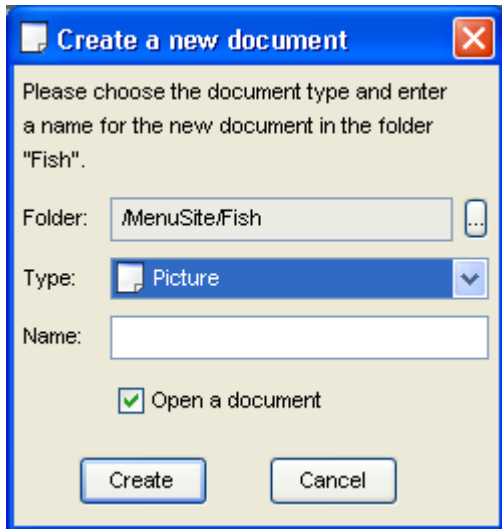 Create a new document
Please choose the document type and enter
a name for the new document in the folder
"Fish".
Folder: /MenuSite/Fish ...
Type: Picture
Name:
Open a document
Create Cancel